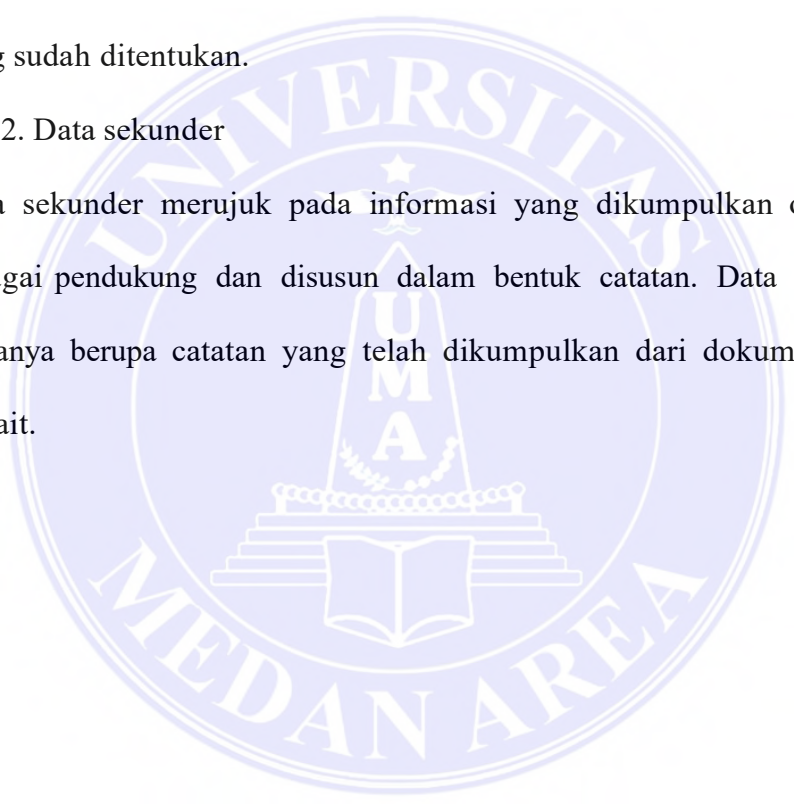 g sudah ditentukan.
2. Data sekunder
a sekunder merujuk pada informasi yang dikumpulkan
gai pendukung dan disusun dalam bentuk catatan. Data
anya berupa catatan yang telah dikumpulkan dari dokum
ait.
UNIVERSITAS
UMA
MEDAN AREA